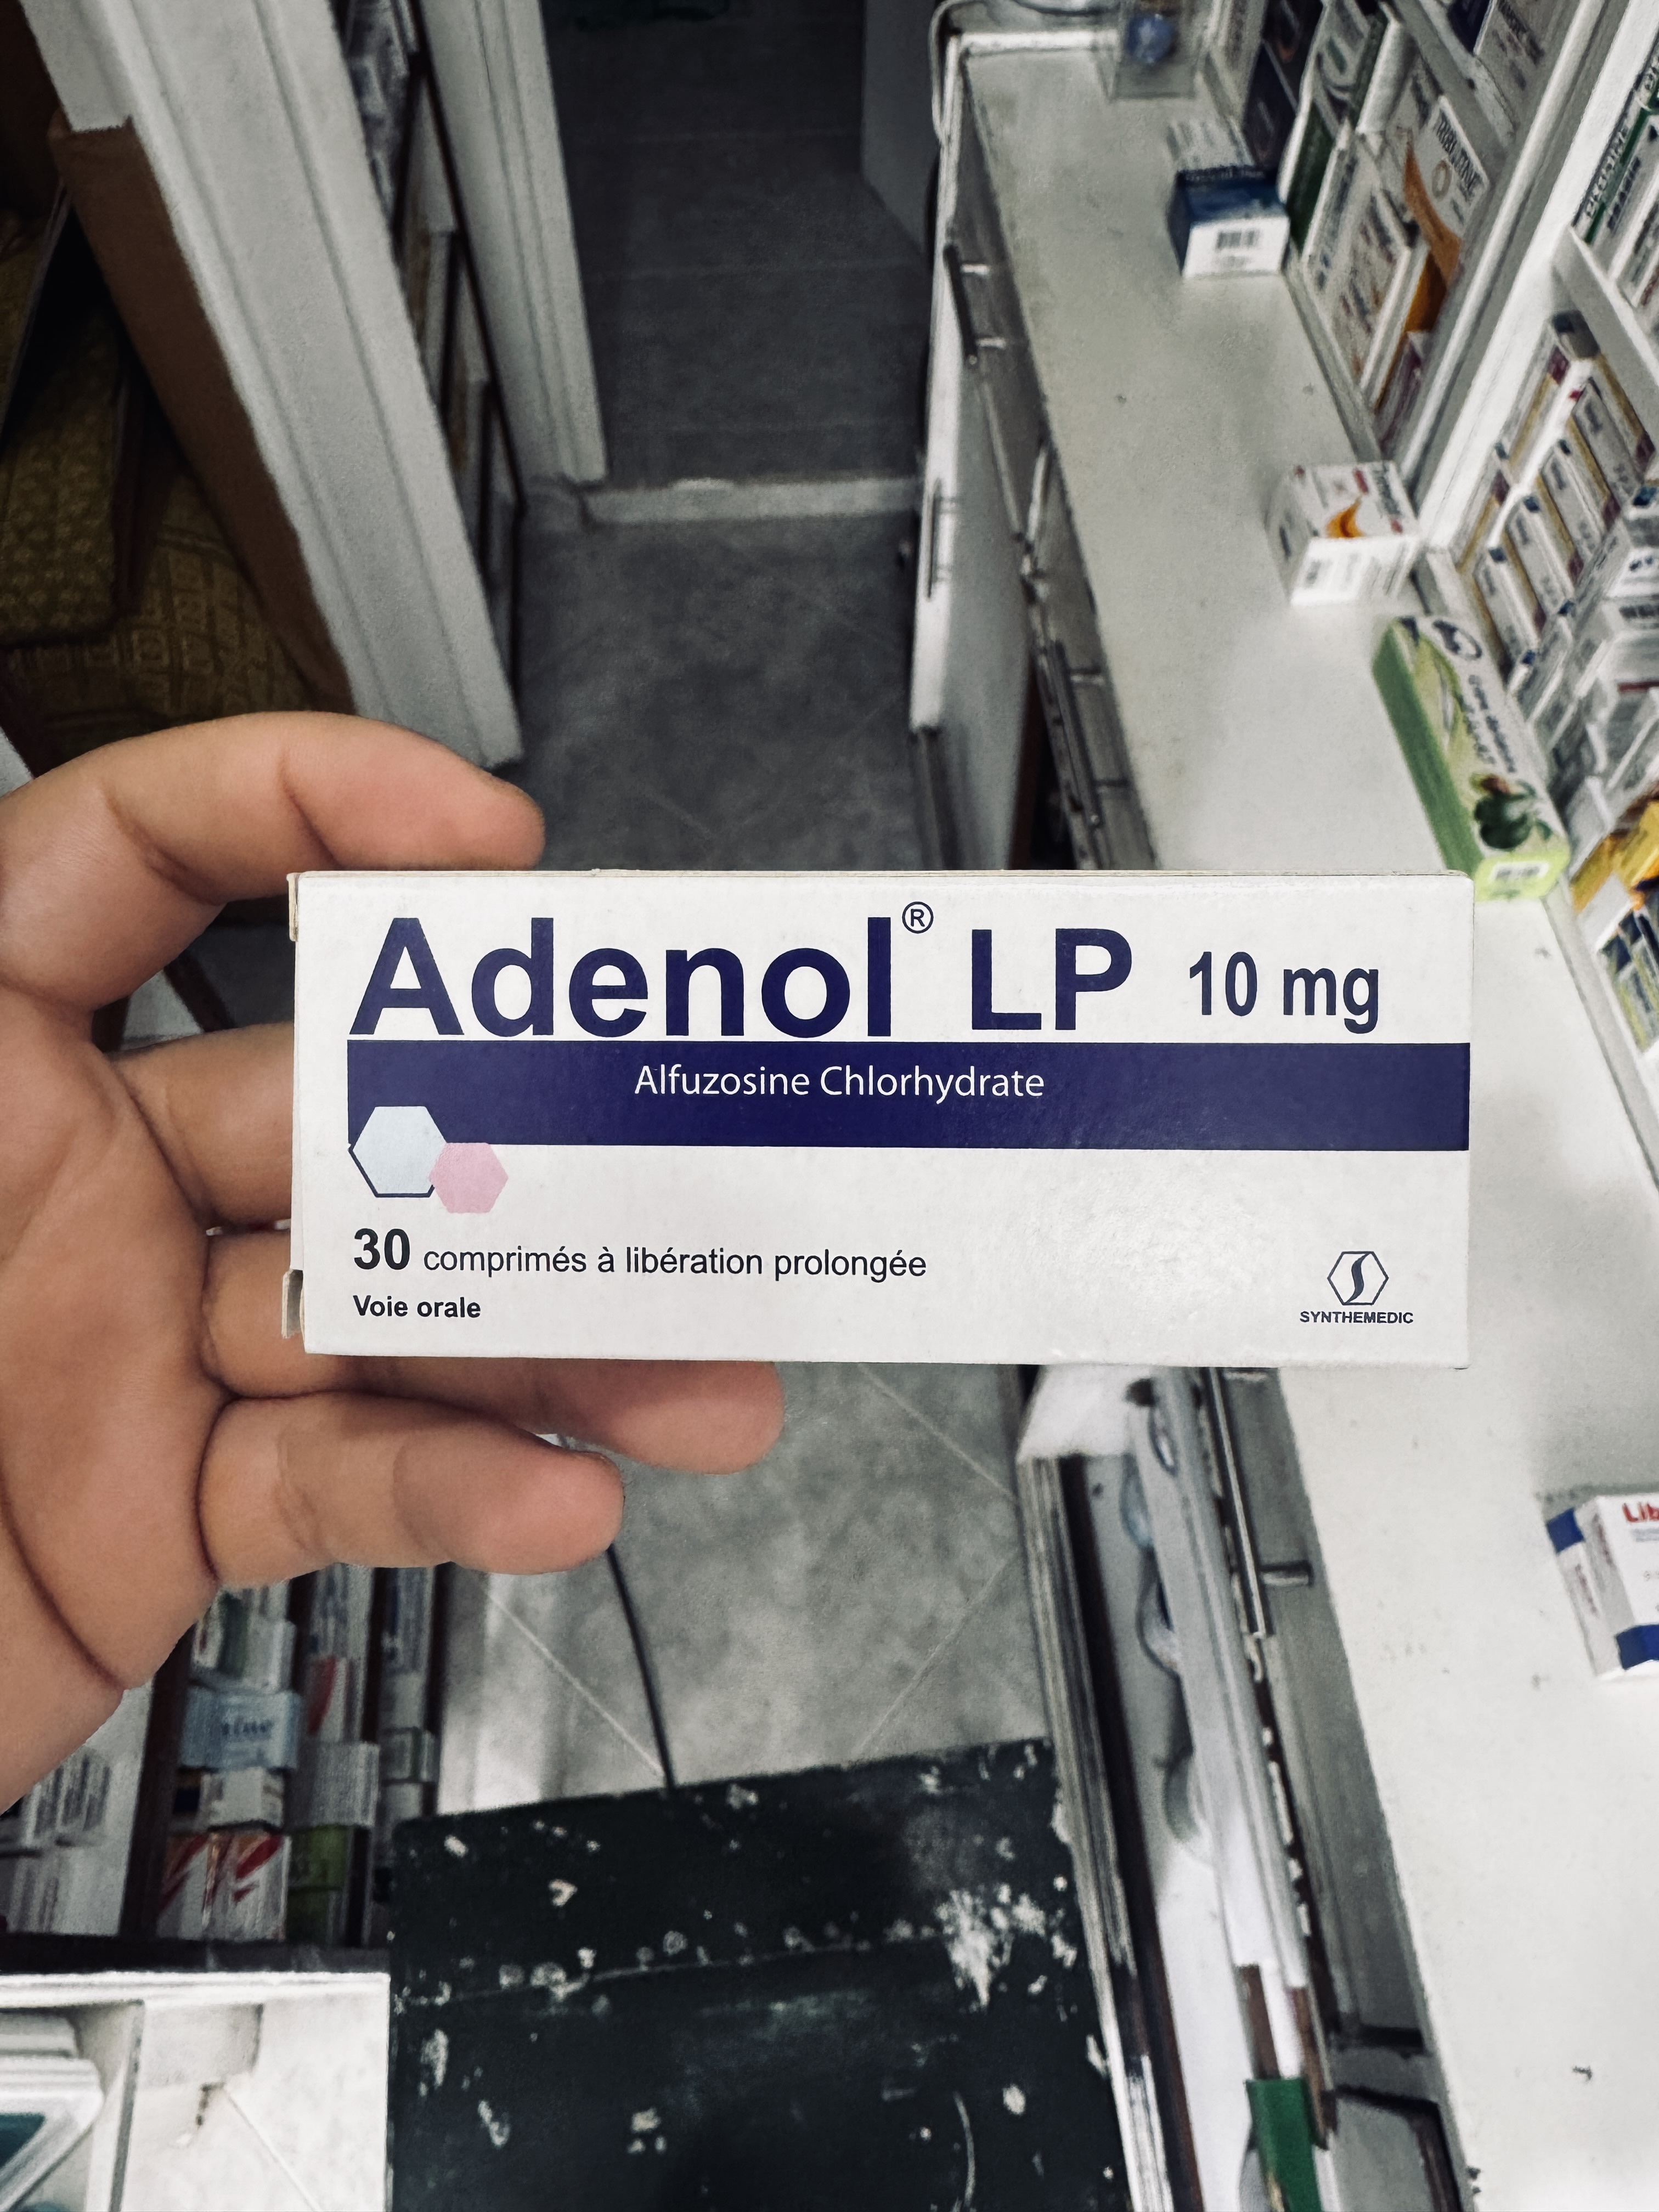 Adenol® LP 10 mg
Alfuzosine Chlorhydrate
30 comprimés à libération prolongée
Voie orale
SYNTHEMEDIC